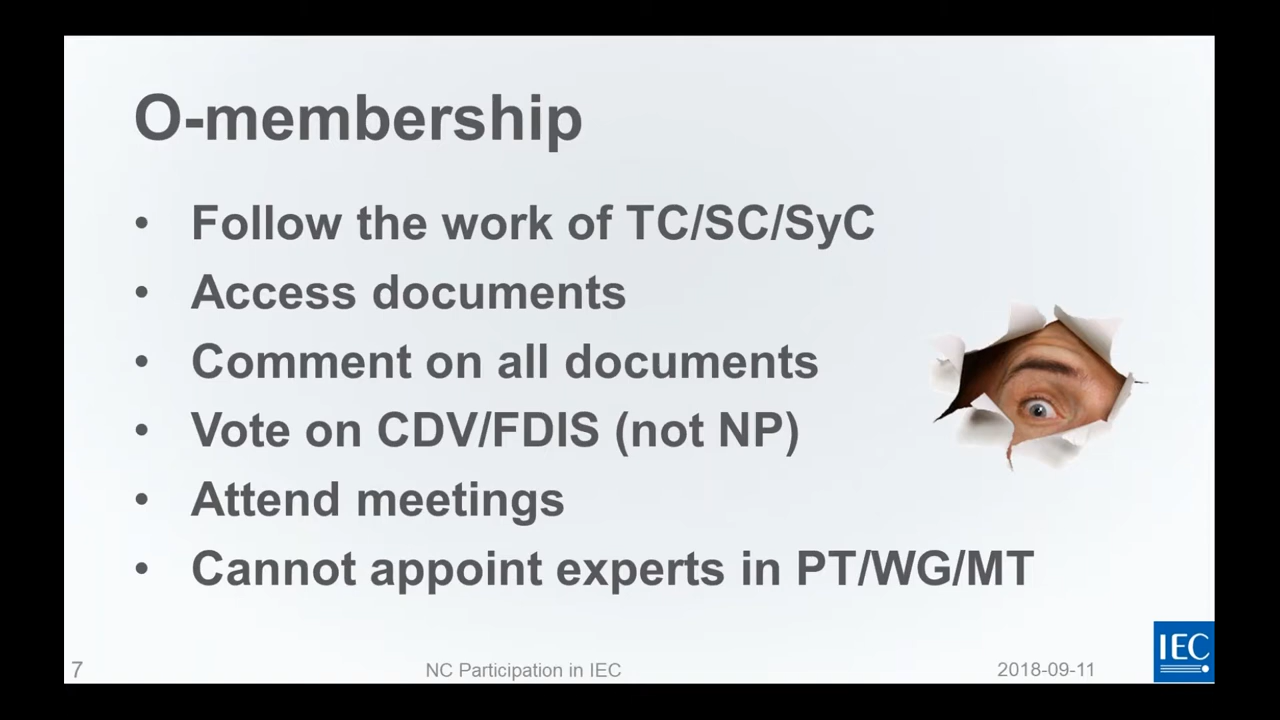 O-membership
• Follow the work of TC/SC/SyC
• Access documents
• Comment on all documents
• Vote on CDV/FDIS (not NP)
• Attend meetings
• Cannot appoint experts in PT/WG/MT
7 NC Participation in IEC 2018-09-11
IEC